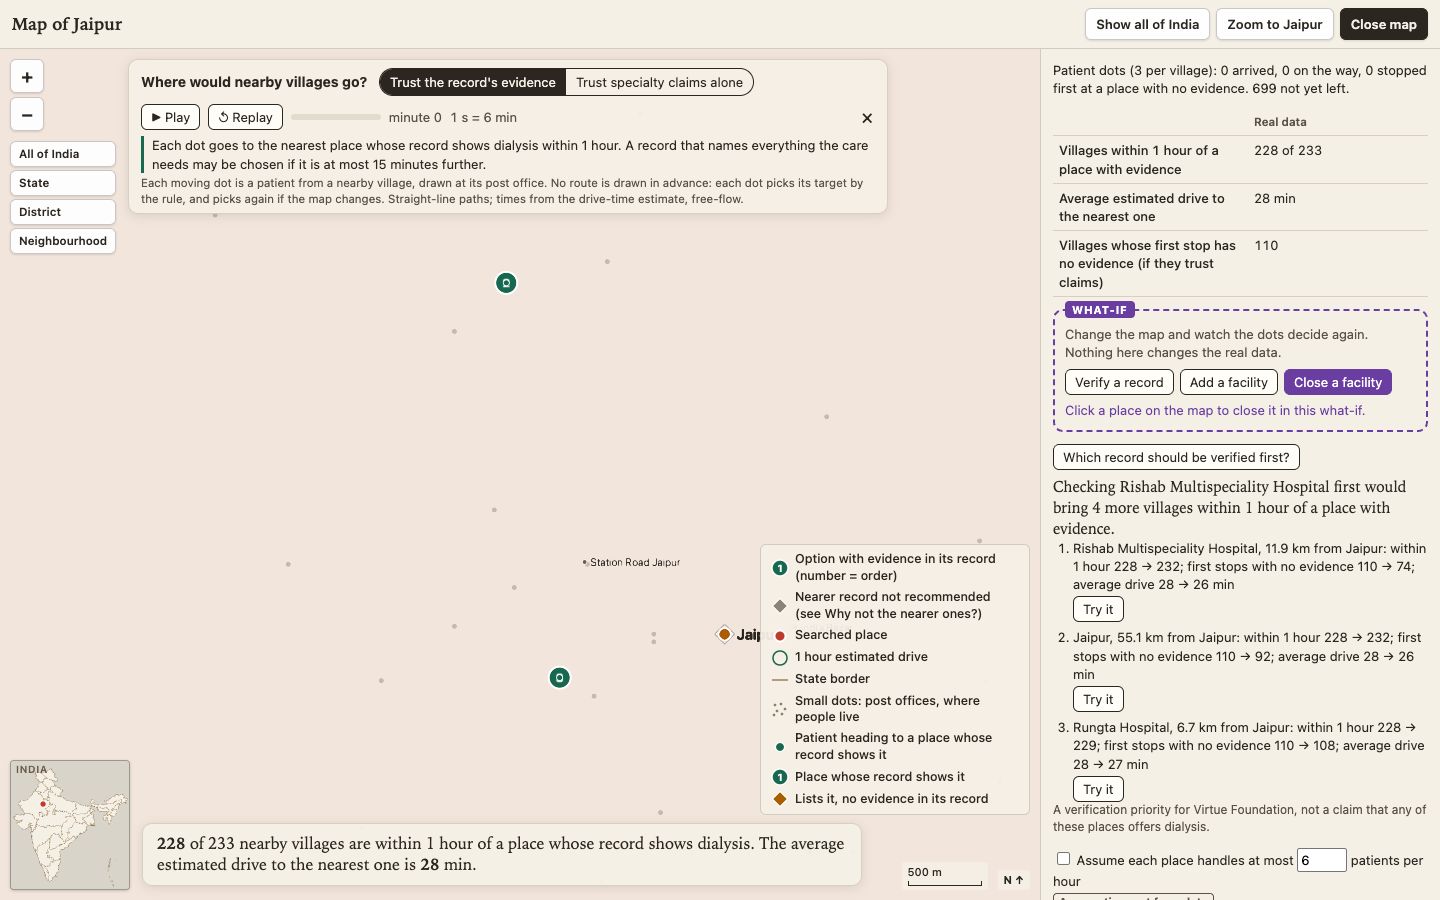 Map of Jaipur
Show all of India
Zoom to Jaipur
Close map
+
−
All of India
State
District
Neighbourhood
Where would nearby villages go?
Trust the record's evidence
Trust specialty claims alone
Play
Replay
minute 0
1 s = 6 min
×
Each dot goes to the nearest place whose record shows dialysis within 1 hour. A record that names everything the care
needs may be chosen if it is at most 15 minutes further.
Each moving dot is a patient from a nearby village, drawn at its post office. No route is drawn in advance: each dot picks its target by
the rule, and picks again if the map changes. Straight-line paths; times from the drive-time estimate, free-flow.
Station Road Jaipur
1
Option with evidence in its record
(number = order)
Nearer record not recommended
(see Why not the nearer ones?)
Searched place
1 hour estimated drive
State border
Small dots: post offices, where
people live
Patient heading to a place whose
record shows it
1
Place whose record shows it
Lists it, no evidence in its record
INDIA
228 of 233 nearby villages are within 1 hour of a place whose record shows dialysis. The average
estimated drive to the nearest one is 28 min.
500 m
N ↑
Patient dots (3 per village): 0 arrived, 0 on the way, 0 stopped
first at a place with no evidence. 699 not yet left.
Real data
Villages within 1 hour of a
place with evidence
228 of 233
Average estimated drive to
the nearest one
28 min
Villages whose first stop has
no evidence (if they trust
claims)
110
WHAT-IF
Change the map and watch the dots decide again.
Nothing here changes the real data.
Verify a record
Add a facility
Close a facility
Click a place on the map to close it in this what-if.
Which record should be verified first?
Checking Rishab Multispeciality Hospital first would
bring 4 more villages within 1 hour of a place with
evidence.
1. Rishab Multispeciality Hospital, 11.9 km from Jaipur: within
1 hour 228 → 232; first stops with no evidence 110 → 74;
average drive 28 → 26 min
Try it
2. Jaipur, 55.1 km from Jaipur: within 1 hour 228 → 232; first
stops with no evidence 110 → 92; average drive 28 → 26
min
Try it
3. Rungta Hospital, 6.7 km from Jaipur: within 1 hour 228 →
229; first stops with no evidence 110 → 108; average drive
28 → 27 min
Try it
A verification priority for Virtue Foundation, not a claim that any of
these places offers dialysis.
Assume each place handles at most 6 patients per
hour